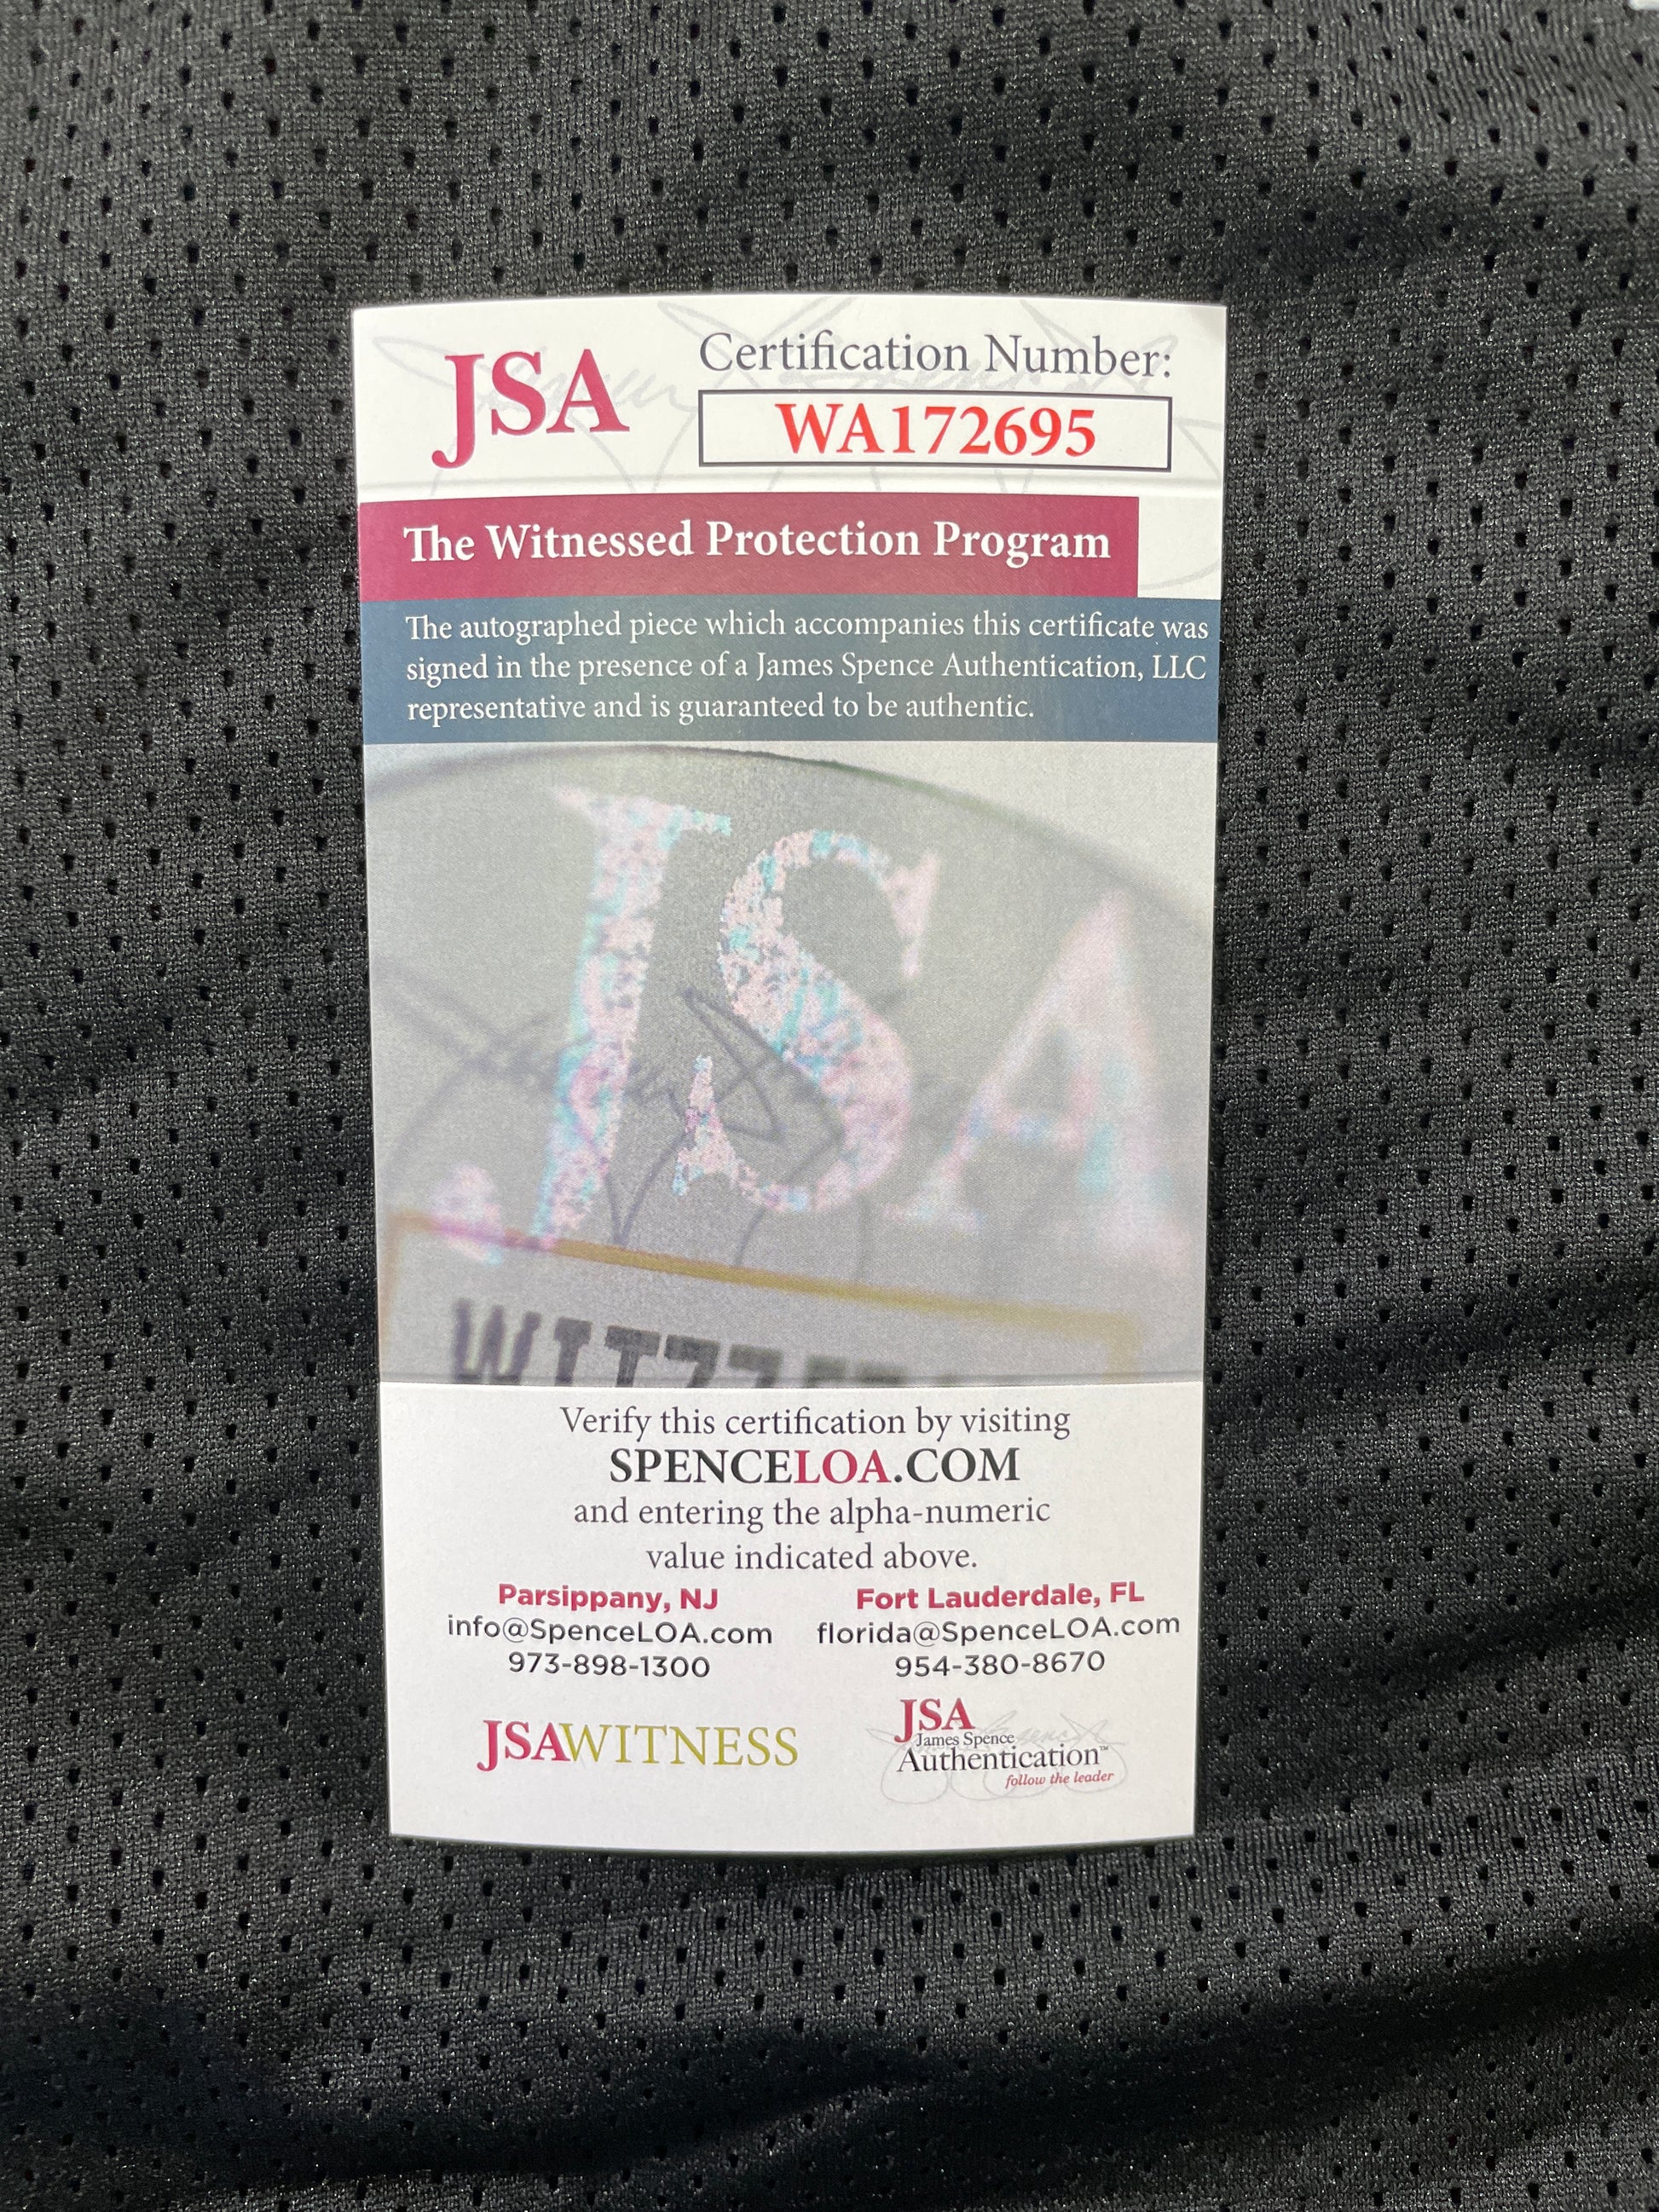 JSA
Certification Number:
WA172695
The Witnessed Protection Program
The autographed piece which accompanies this certificate was
signed in the presence of a James Spence Authentication, LLC
representative and is guaranteed to be authentic.
JSA
Verify this certification by visiting
SPENCELOA.COM
and entering the alpha-numeric
value indicated above.
Parsippany, NJ
info@SpenceLOA.com
973-898-1300
Fort Lauderdale, FL
florida@SpenceLOA.com
954-380-8670
JSAWITNESS
JSA
James Spence
Authentication™
follow the leader